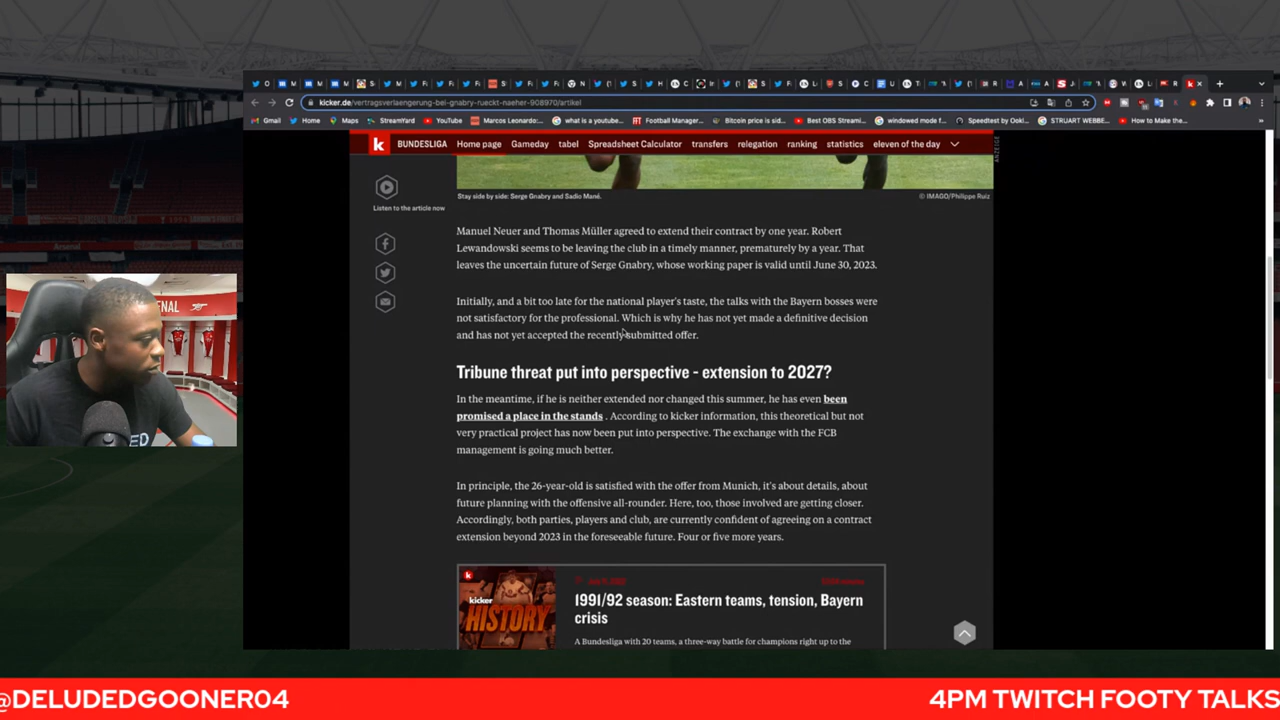 kicker.de/vertragsverlaengerung-bei-gnabry-rueckt-naeher-908970/artikel
Gmail Home Maps StreamYard YouTube Marcos Leonardo:... what is a youtube... Football Manager... Bitcoin price is sid... Best OBS Streami... windowed mode f... Speedtest by Ookl... STRUART WEBBE... How to Make the... »
k BUNDESLIGA Home page Gameday tabel Spreadsheet Calculator transfers relegation ranking statistics eleven of the day
ANZEIGE
Stay side by side: Serge Gnabry and Sadio Mané. © IMAGO/Philippe Ruiz
Listen to the article now
Manuel Neuer and Thomas Müller agreed to extend their contract by one year. Robert
Lewandowski seems to be leaving the club in a timely manner, prematurely by a year. That
leaves the uncertain future of Serge Gnabry, whose working paper is valid until June 30, 2023.
Initially, and a bit too late for the national player's taste, the talks with the Bayern bosses were
not satisfactory for the professional. Which is why he has not yet made a definitive decision
and has not yet accepted the recently submitted offer.
Tribune threat put into perspective - extension to 2027?
In the meantime, if he is neither extended nor changed this summer, he has even been
promised a place in the stands . According to kicker information, this theoretical but not
very practical project has now been put into perspective. The exchange with the FCB
management is going much better.
In principle, the 26-year-old is satisfied with the offer from Munich, it's about details, about
future planning with the offensive all-rounder. Here, too, those involved are getting closer.
Accordingly, both parties, players and club, are currently confident of agreeing on a contract
extension beyond 2023 in the foreseeable future. Four or five more years.
k
kicker
HISTORY
1991/92 season: Eastern teams, tension, Bayern
crisis
A Bundesliga with 20 teams, a three-way battle for champions right up to the
@DELUDEDGOONER04
4PM TWITCH FOOTY TALKS